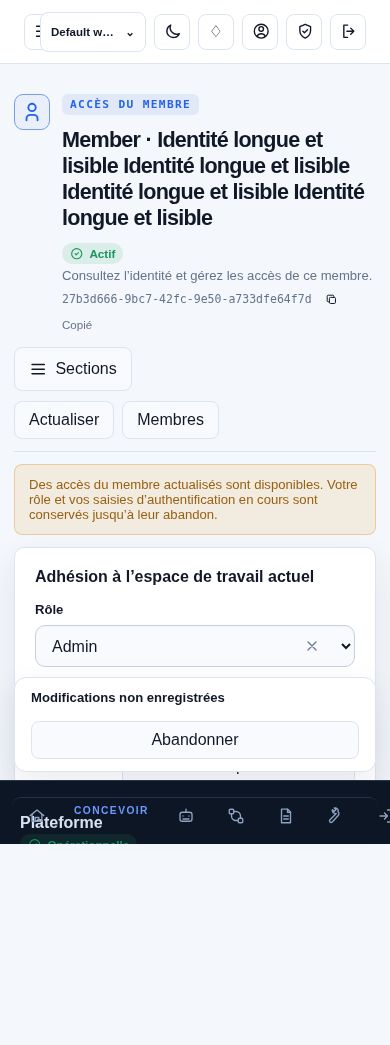 Default w…
ACCÈS DU MEMBRE
Member · Identité longue et
lisible Identité longue et lisible
Identité longue et lisible Identité
longue et lisible
Actif
Consultez l’identité et gérez les accès de ce membre.
27b3d666-9bc7-42fc-9e50-a733dfe64f7d
Copié
Sections
Actualiser
Membres
Des accès du membre actualisés sont disponibles. Votre
rôle et vos saisies d’authentification en cours sont
conservés jusqu’à leur abandon.
Adhésion à l’espace de travail actuel
Rôle
Admin
Modifications non enregistrées
Abandonner
CONCEVOIR
Plateforme
Opérationnelle